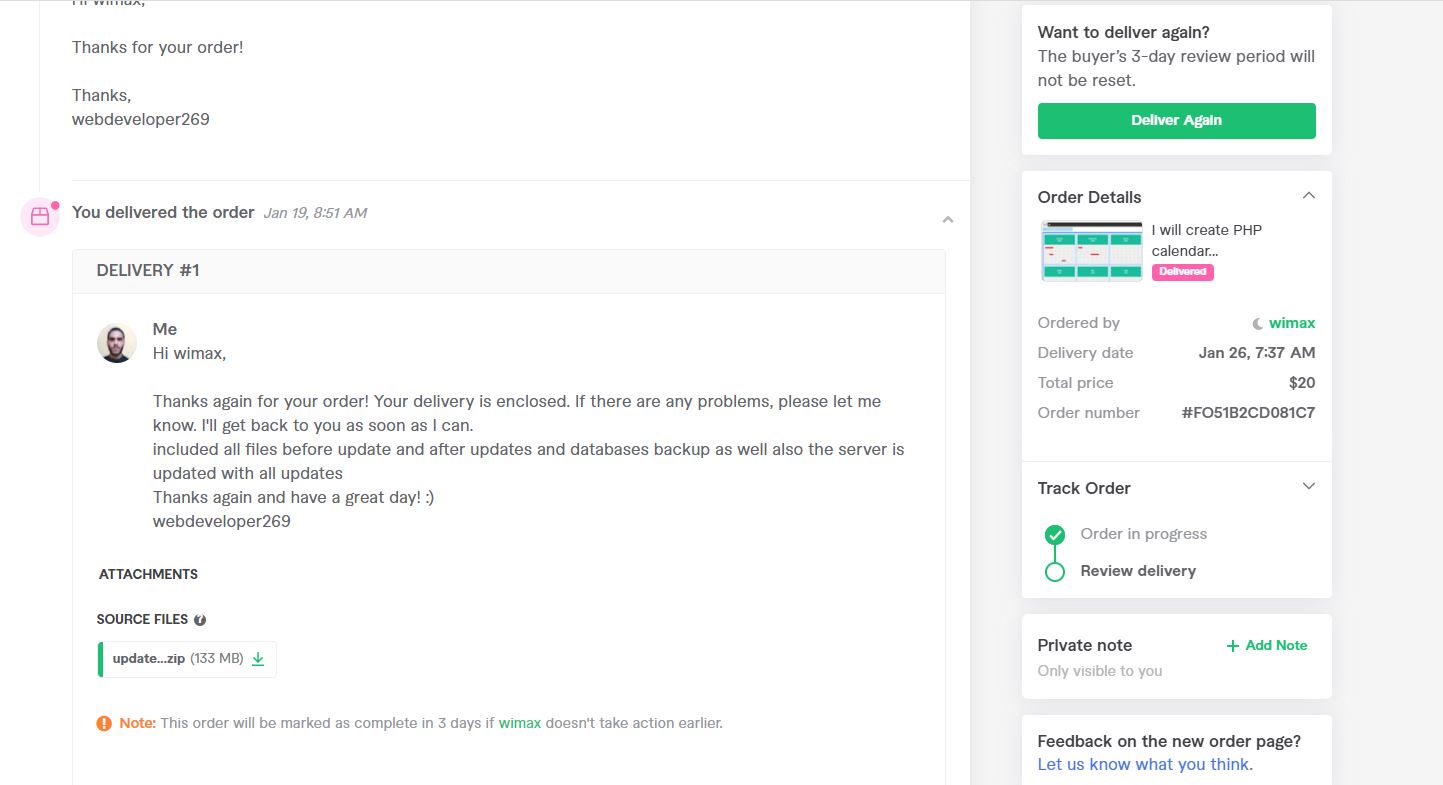 Hi wimax,
Thanks for your order!
Thanks,
webdeveloper269
You delivered the order Jan 19, 8:51 AM
DELIVERY #1
Me
Hi wimax,
Thanks again for your order! Your delivery is enclosed. If there are any problems, please let me
know. I'll get back to you as soon as I can.
included all files before update and after updates and databases backup as well also the server is
updated with all updates
Thanks again and have a great day! :)
webdeveloper269
ATTACHMENTS
SOURCE FILES ?
update...zip (133 MB)
! Note: This order will be marked as complete in 3 days if wimax doesn't take action earlier.
Want to deliver again?
The buyer's 3-day review period will
not be reset.
Deliver Again
Order Details
I will create PHP
calendar...
Delivered
Ordered by wimax
Delivery date Jan 26, 7:37 AM
Total price $20
Order number #FO51B2CD081C7
Track Order
Order in progress
Review delivery
Private note + Add Note
Only visible to you
Feedback on the new order page?
Let us know what you think.